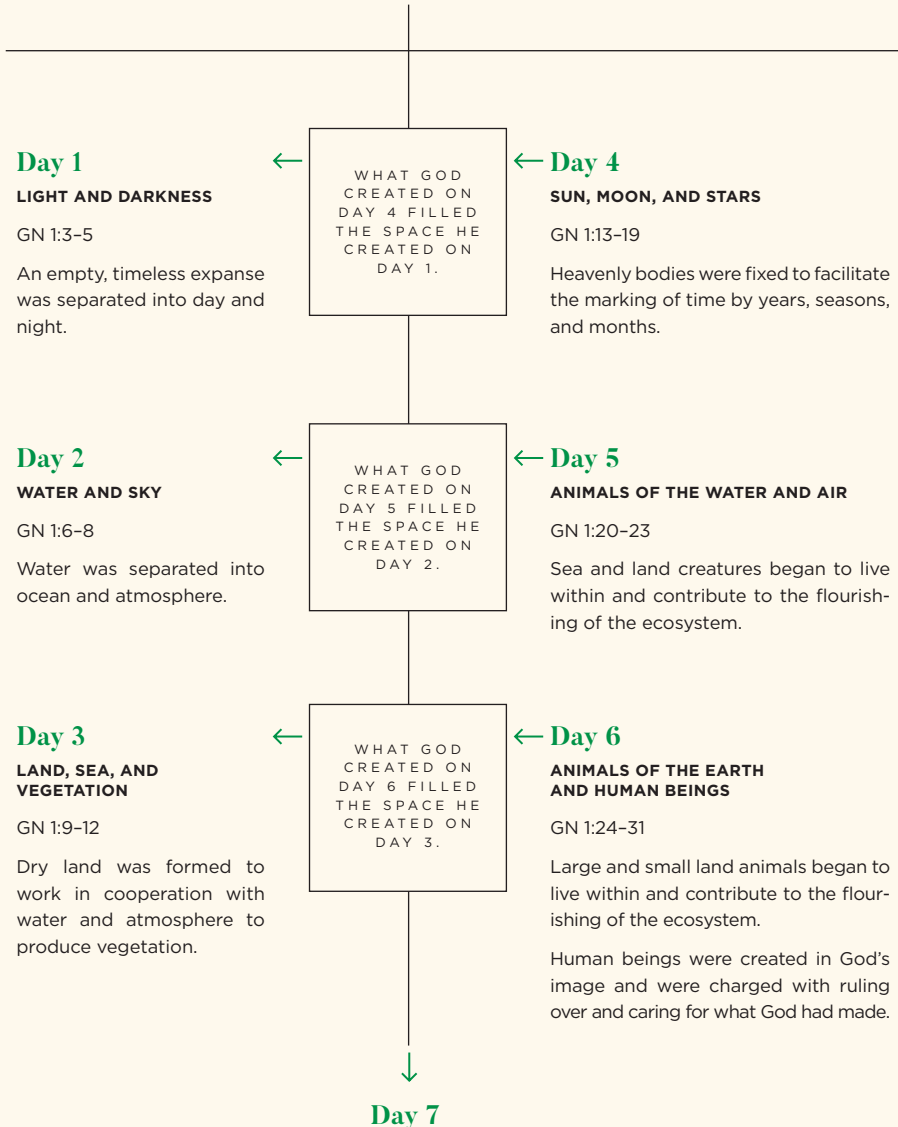 Day 1
LIGHT AND DARKNESS
GN 1:3–5
An empty, timeless expanse
was separated into day and
night.
WHAT GOD
CREATED ON
DAY 4 FILLED
THE SPACE HE
CREATED ON
DAY 1.
Day 4
SUN, MOON, AND STARS
GN 1:13–19
Heavenly bodies were fixed to facilitate
the marking of time by years, seasons,
and months.
Day 2
WATER AND SKY
GN 1:6–8
Water was separated into
ocean and atmosphere.
WHAT GOD
CREATED ON
DAY 5 FILLED
THE SPACE HE
CREATED ON
DAY 2.
Day 5
ANIMALS OF THE WATER AND AIR
GN 1:20–23
Sea and land creatures began to live
within and contribute to the flourish-
ing of the ecosystem.
Day 3
LAND, SEA, AND
VEGETATION
GN 1:9–12
Dry land was formed to
work in cooperation with
water and atmosphere to
produce vegetation.
WHAT GOD
CREATED ON
DAY 6 FILLED
THE SPACE HE
CREATED ON
DAY 3.
Day 6
ANIMALS OF THE EARTH
AND HUMAN BEINGS
GN 1:24–31
Large and small land animals began to
live within and contribute to the flour-
ishing of the ecosystem.
Human beings were created in God’s
image and were charged with ruling
over and caring for what God had made.
Day 7